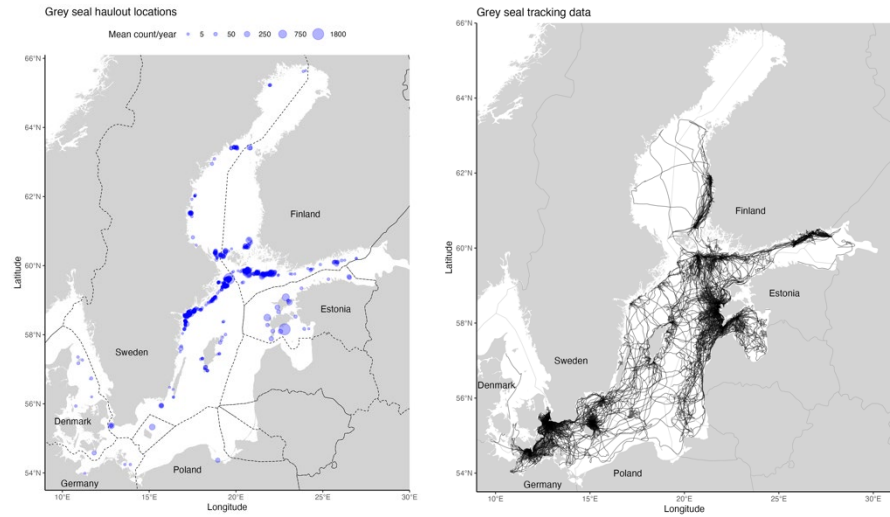 Grey seal haulout locations
Mean count/year 5 50 250 750 1800
66°N
64°N
62°N
60°N
58°N
56°N
54°N
Latitude
Finland
Estonia
Sweden
Denmark
Germany
Poland
10°E 15°E 20°E 25°E 30°E
Longitude
Grey seal tracking data
66°N
64°N
62°N
60°N
58°N
56°N
54°N
Latitude
Finland
Estonia
Sweden
Denmark
Germany
Poland
10°E 15°E 20°E 25°E 30°E
Longitude